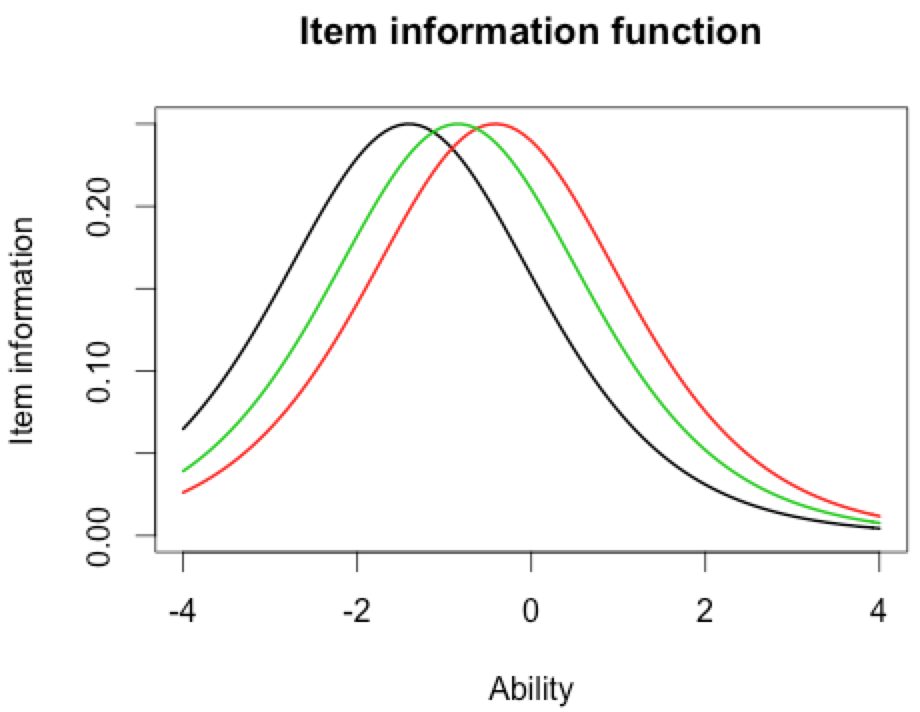 Item information function
Item information
0.20
0.10
0.00
-4 -2 0 2 4
Ability